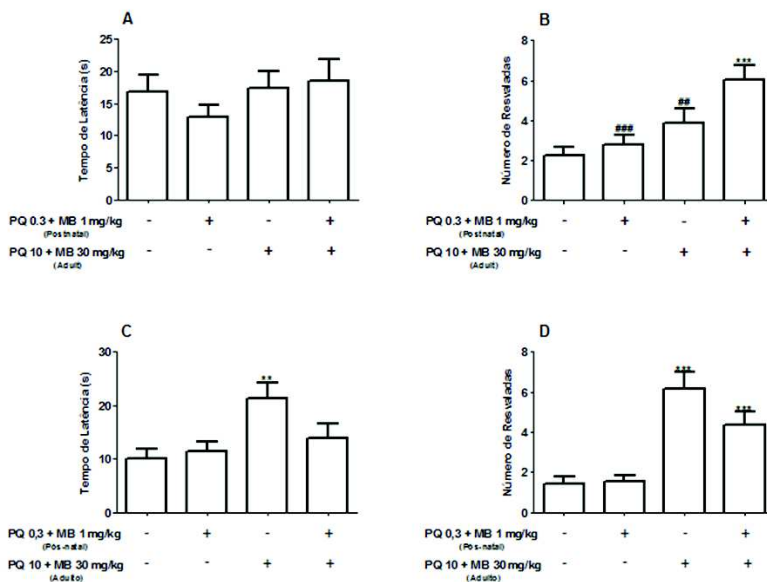 A
Tempo de Latência (s)
25
20
15
10
5
0
PQ 0.3 + MB 1 mg/kg - + - +
(Postnatal)
PQ 10 + MB 30 mg/kg - - + +
(Adult)
B
Número de Resvaladas
8
6
4
2
0
###
##
***
PQ 0.3 + MB 1 mg/kg - + - +
(Postnatal)
PQ 10 + MB 30 mg/kg - - + +
(Adult)
C
Tempo de Latência (s)
30
20
10
0
**
PQ 0,3 + MB 1 mg/kg - + - +
(Pós-natal)
PQ 10 + MB 30 mg/kg - - + +
(Adulto)
D
Número de Resvaladas
8
6
4
2
0
***
***
PQ 0,3 + MB 1 mg/kg - + - +
(Pós-natal)
PQ 10 + MB 30 mg/kg - - + +
(Adulto)